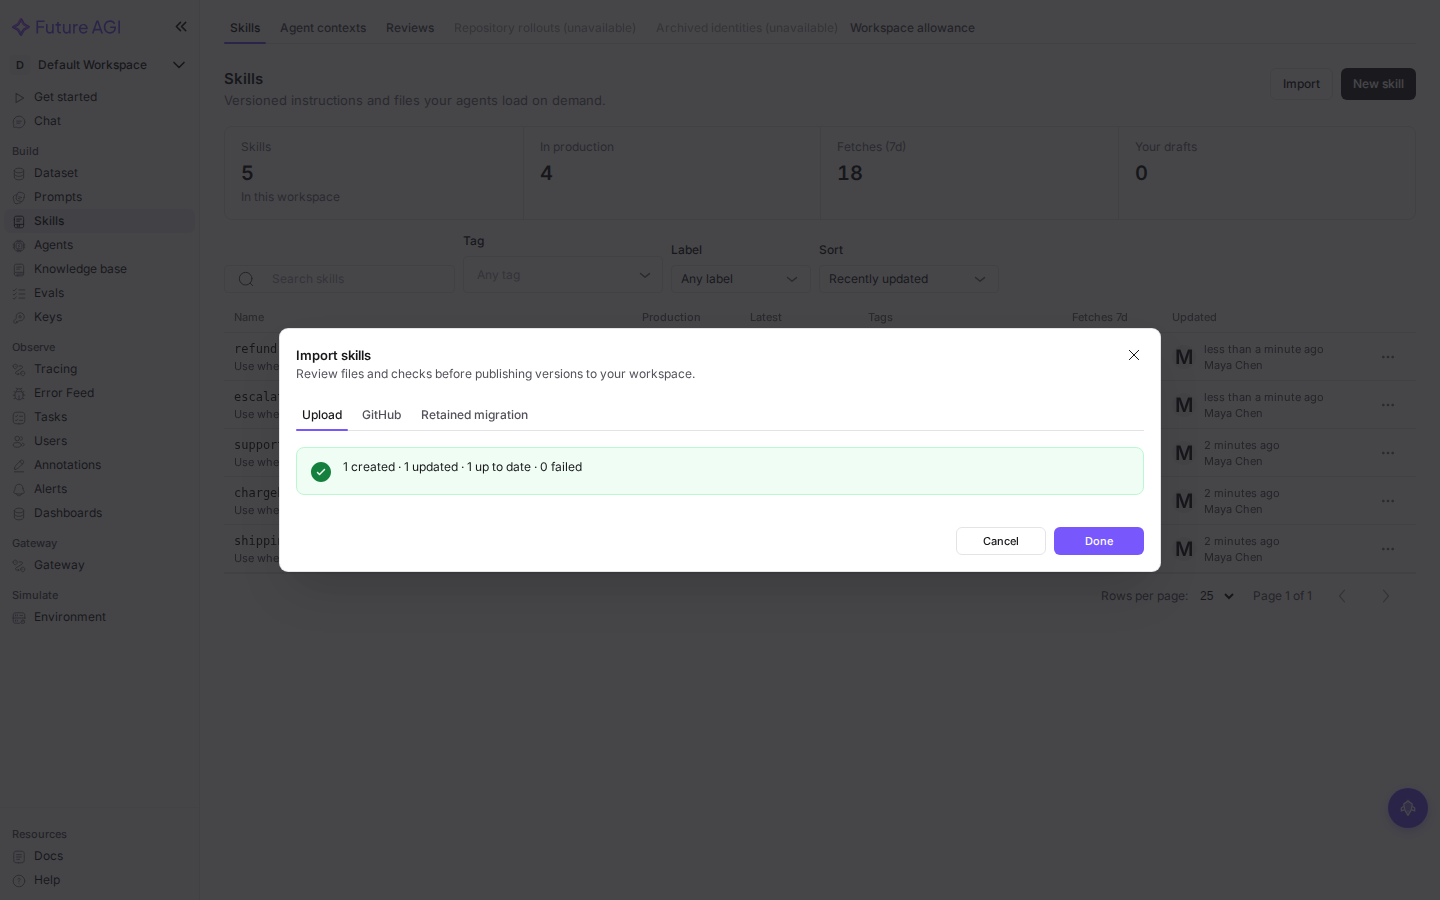 Future AGI
D Default Workspace
Get started
Chat
Build
Dataset
Prompts
Skills
Agents
Knowledge base
Evals
Keys
Observe
Tracing
Error Feed
Tasks
Users
Annotations
Alerts
Dashboards
Gateway
Gateway
Simulate
Environment
Resources
Docs
Help
Skills Agent contexts Reviews Repository rollouts (unavailable) Archived identities (unavailable) Workspace allowance
Skills
Versioned instructions and files your agents load on demand.
Import New skill
Skills In production Fetches (7d) Your drafts
5 4 18 0
In this workspace
Tag
Label Sort
Search skills Any tag Any label Recently updated
Name Production Latest Tags Fetches 7d Updated
Import skills
Review files and checks before publishing versions to your workspace.
Upload GitHub Retained migration
1 created · 1 updated · 1 up to date · 0 failed
Cancel Done
refund
Use whe
M less than a minute ago
Maya Chen
Use whe
M less than a minute ago
Maya Chen
suppor
Use whe
M 2 minutes ago
Maya Chen
Use whe
M 2 minutes ago
Maya Chen
Use whe
M 2 minutes ago
Maya Chen
Rows per page: 25 Page 1 of 1